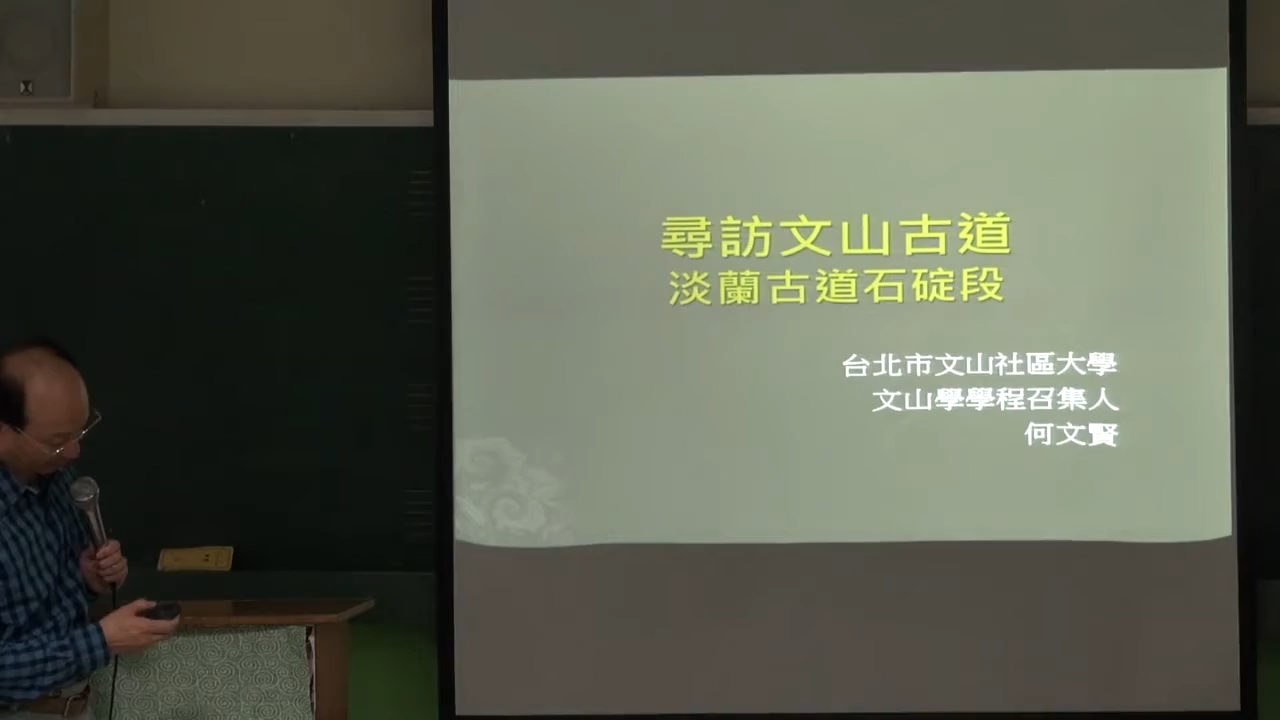 尋訪文山古道
淡蘭古道石碇段
台北市文山社區大學
文山學學程召集人
何文賢